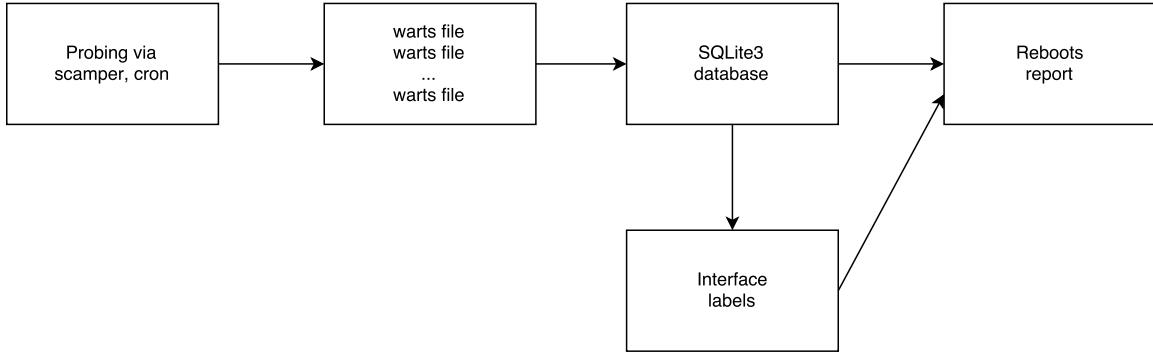 Probing via
scamper, cron
warts file
warts file
...
warts file
SQLite3
database
Reboots
report
Interface
labels